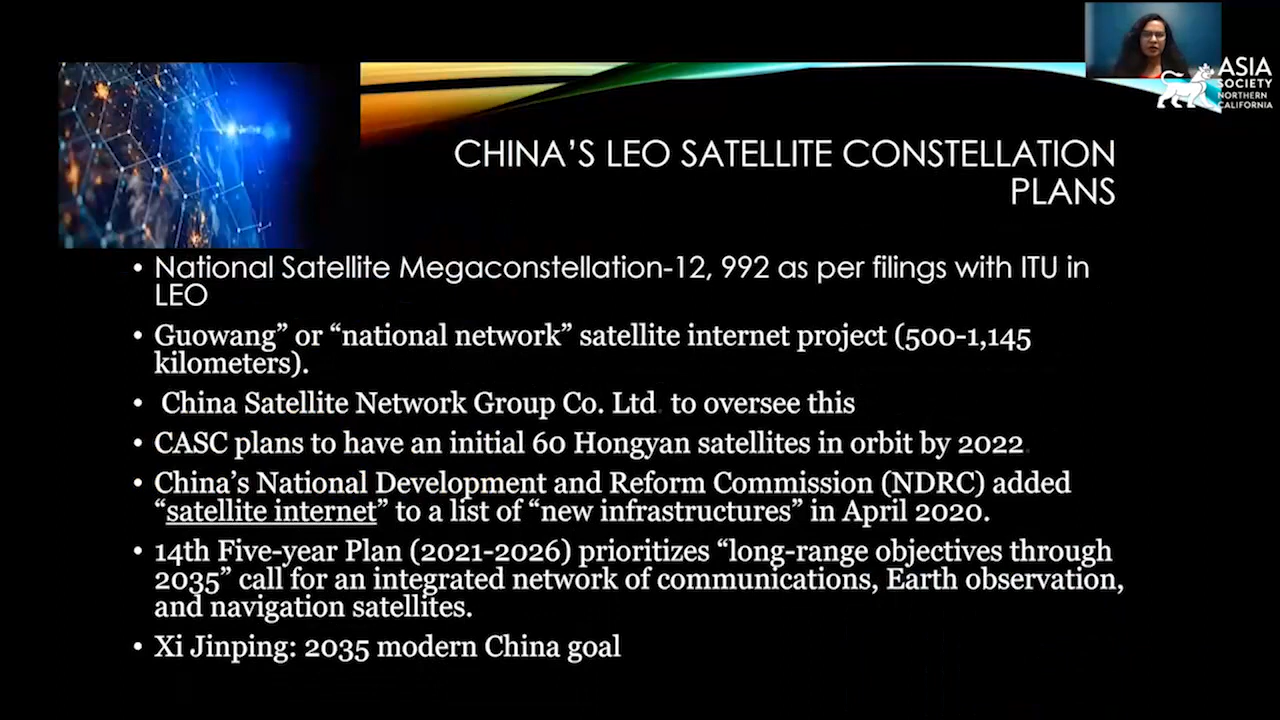 ASIA
SOCIETY
NORTHERN
CALIFORNIA
CHINA'S LEO SATELLITE CONSTELLATION
PLANS
• National Satellite Megaconstellation-12, 992 as per filings with ITU in
LEO
• Guowang” or “national network” satellite internet project (500-1,145
kilometers).
• China Satellite Network Group Co. Ltd. to oversee this
• CASC plans to have an initial 60 Hongyan satellites in orbit by 2022.
• China’s National Development and Reform Commission (NDRC) added
“satellite internet” to a list of “new infrastructures” in April 2020.
• 14th Five-year Plan (2021-2026) prioritizes “long-range objectives through
2035” call for an integrated network of communications, Earth observation,
and navigation satellites.
• Xi Jinping: 2035 modern China goal